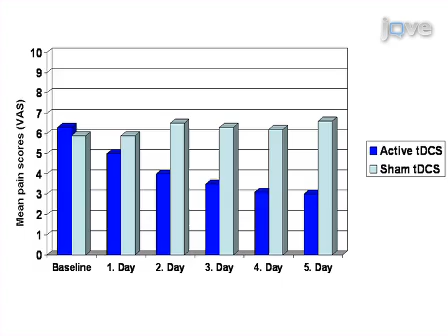 jove
10
9
8
7
6
5
4
3
2
1
0
Mean pain scores (VAS)
Baseline 1. Day 2. Day 3. Day 4. Day 5. Day
Active tDCS
Sham tDCS